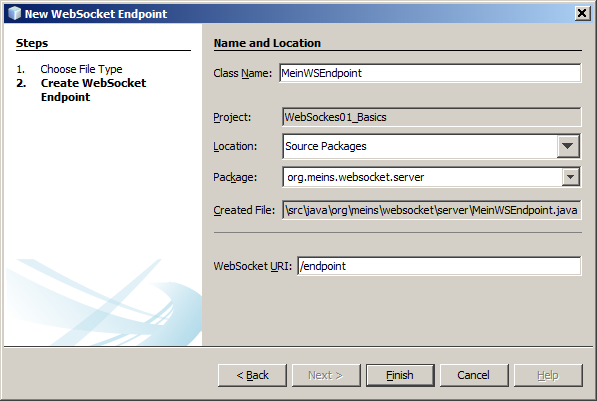 New WebSocket Endpoint
Steps
1. Choose File Type
2. Create WebSocket
Endpoint
Name and Location
Class Name: MeinWSEndpoint
Project: WebSockes01_Basics
Location: Source Packages
Package: org.meins.websocket.server
Created File: \src\java\org\meins\websocket\server\MeinWSEndpoint.java
WebSocket URI: /endpoint
< Back Next > Finish Cancel Help